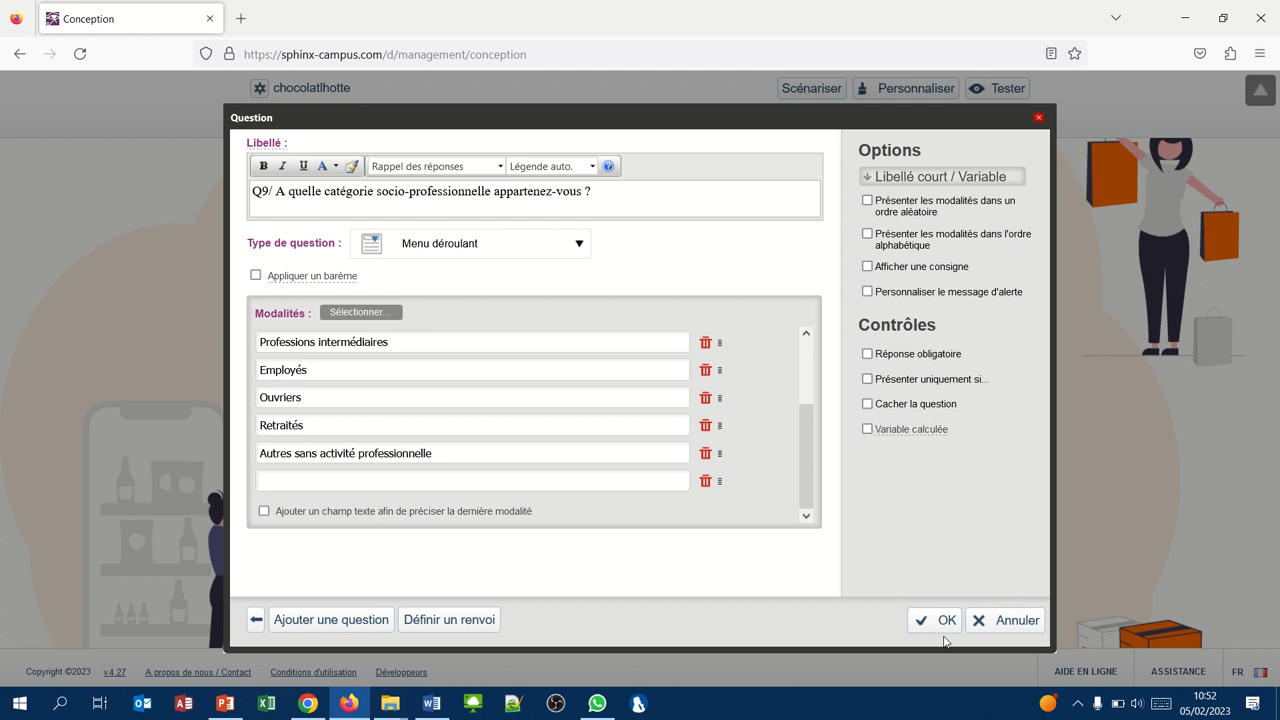 Conception
https://sphinx-campus.com/d/management/conception
chocolatlhotte
Scénariser
Personnaliser
Tester
Question
Libellé :
B I U A Rappel des réponses Légende auto.
Q9/ A quelle catégorie socio-professionnelle appartenez-vous ?
Type de question : Menu déroulant
Appliquer un barème
Modalités : Sélectionner...
Professions intermédiaires
Employés
Ouvriers
Retraités
Autres sans activité professionnelle
Ajouter un champ texte afin de préciser la dernière modalité
Options
Libellé court / Variable
Présenter les modalités dans un
ordre aléatoire
Présenter les modalités dans l'ordre
alphabétique
Afficher une consigne
Personnaliser le message d'alerte
Contrôles
Réponse obligatoire
Présenter uniquement si...
Cacher la question
Variable calculée
Ajouter une question
Définir un renvoi
OK
Annuler
Copyright ©2023 v.4.27 A propos de nous / Contact Conditions d'utilisation Développeurs
AIDE EN LIGNE ASSISTANCE FR
10:52
05/02/2023